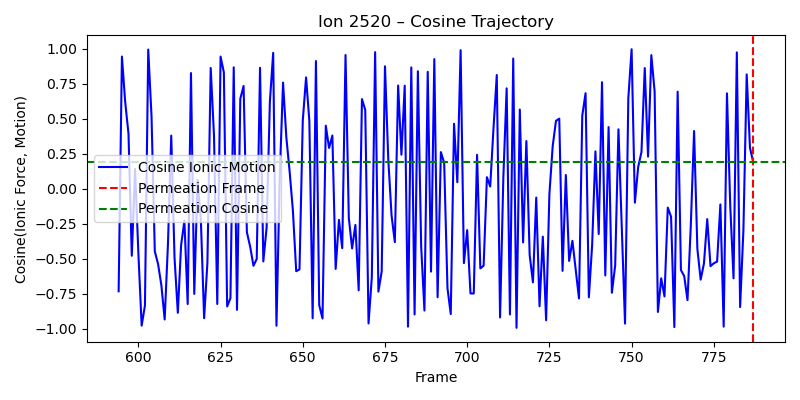 Ion 2520 – Cosine Trajectory
Cosine(Ionic Force, Motion)
1.00
0.75
0.50
0.25
0.00
−0.25
−0.50
−0.75
−1.00
Cosine Ionic–Motion
Permeation Frame
Permeation Cosine
600 625 650 675 700 725 750 775
Frame